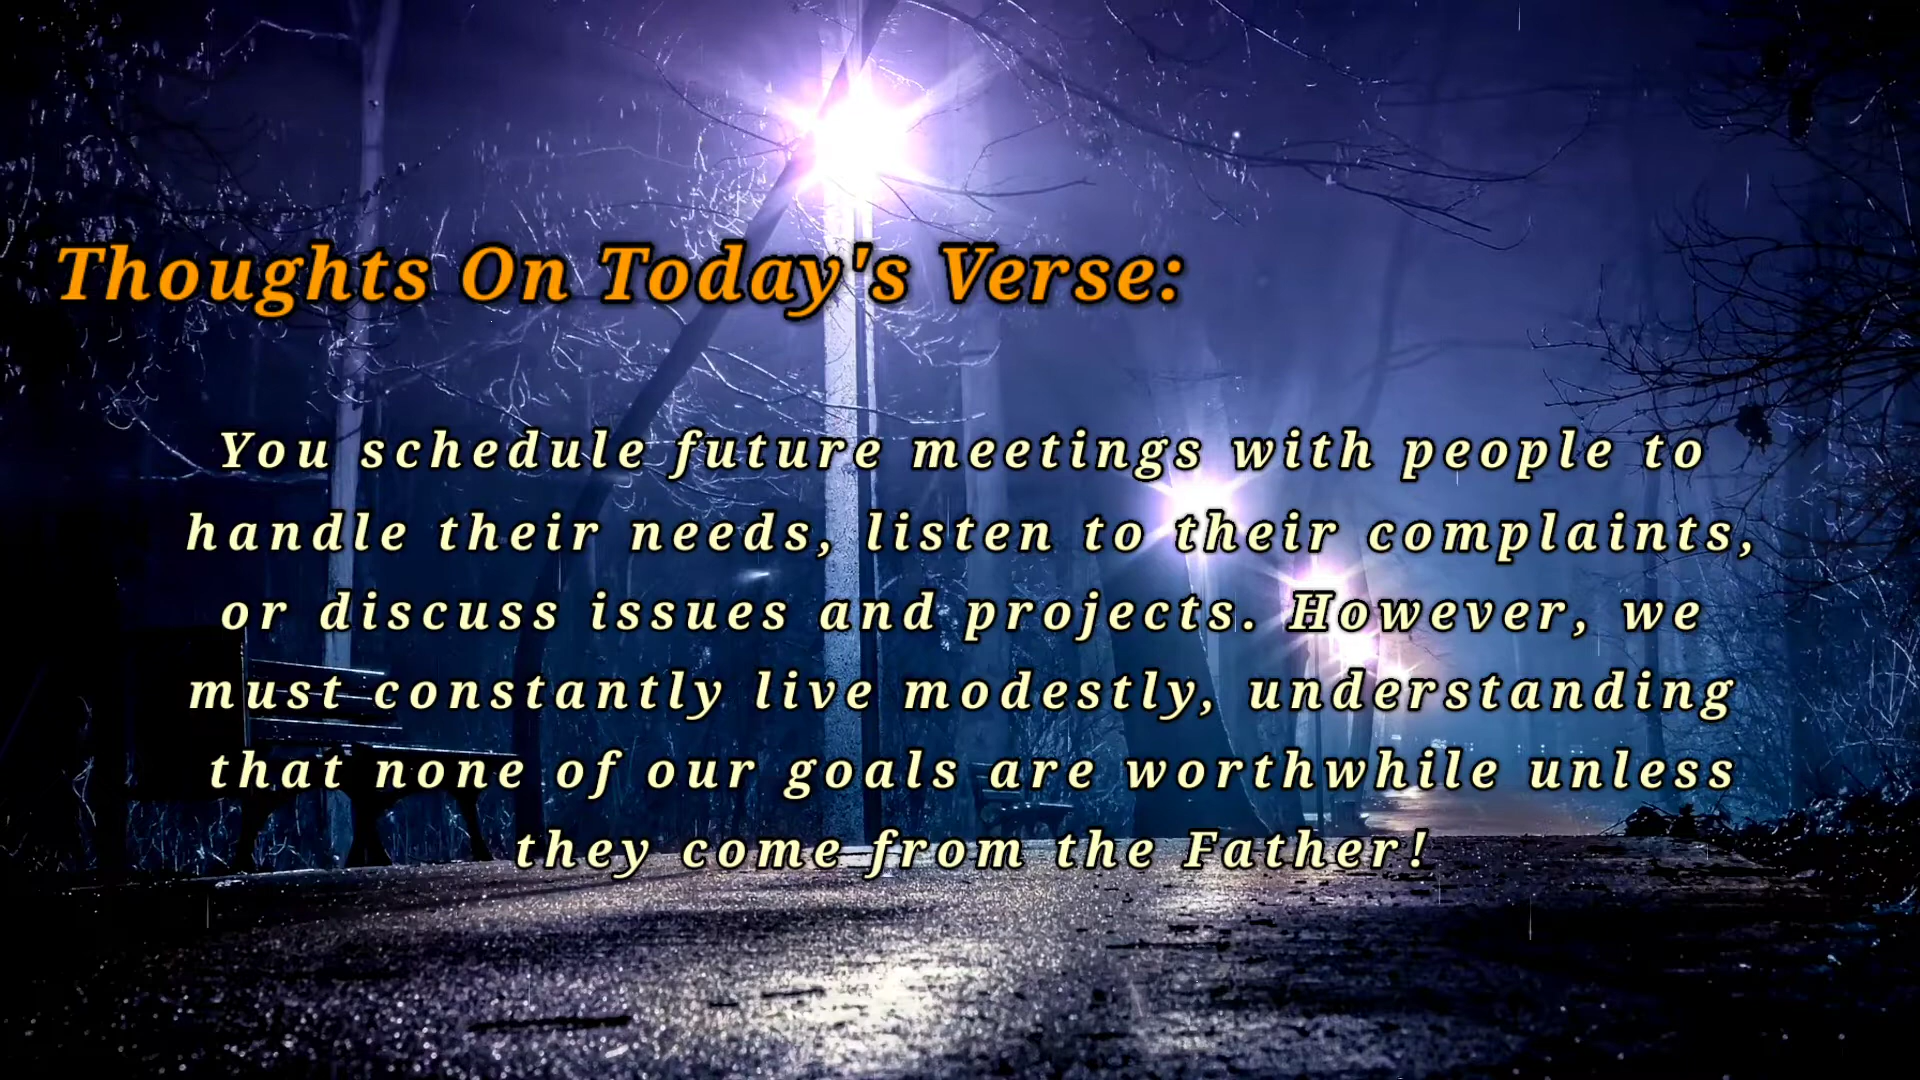 Thoughts On Today's Verse:
You schedule future meetings with people to
handle their needs, listen to their complaints,
or discuss issues and projects. However, we
must constantly live modestly, understanding
that none of our goals are worthwhile unless
they come from the Father!